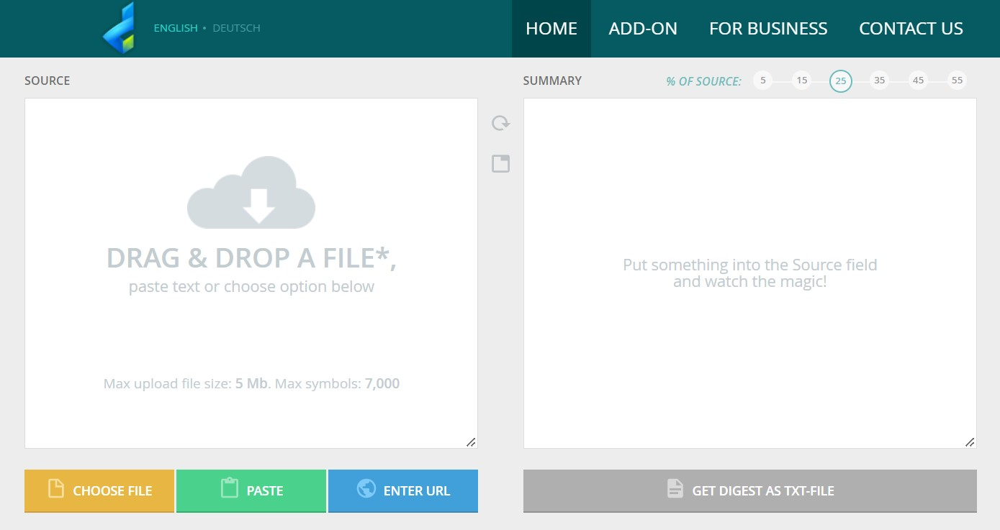 ENGLISH • DEUTSCH
HOME ADD-ON FOR BUSINESS CONTACT US
SOURCE
SUMMARY
% OF SOURCE: 5 15 25 35 45 55
DRAG & DROP A FILE*,
paste text or choose option below
Max upload file size: 5 Mb. Max symbols: 7,000
Put something into the Source field
and watch the magic!
CHOOSE FILE
PASTE
ENTER URL
GET DIGEST AS TXT-FILE